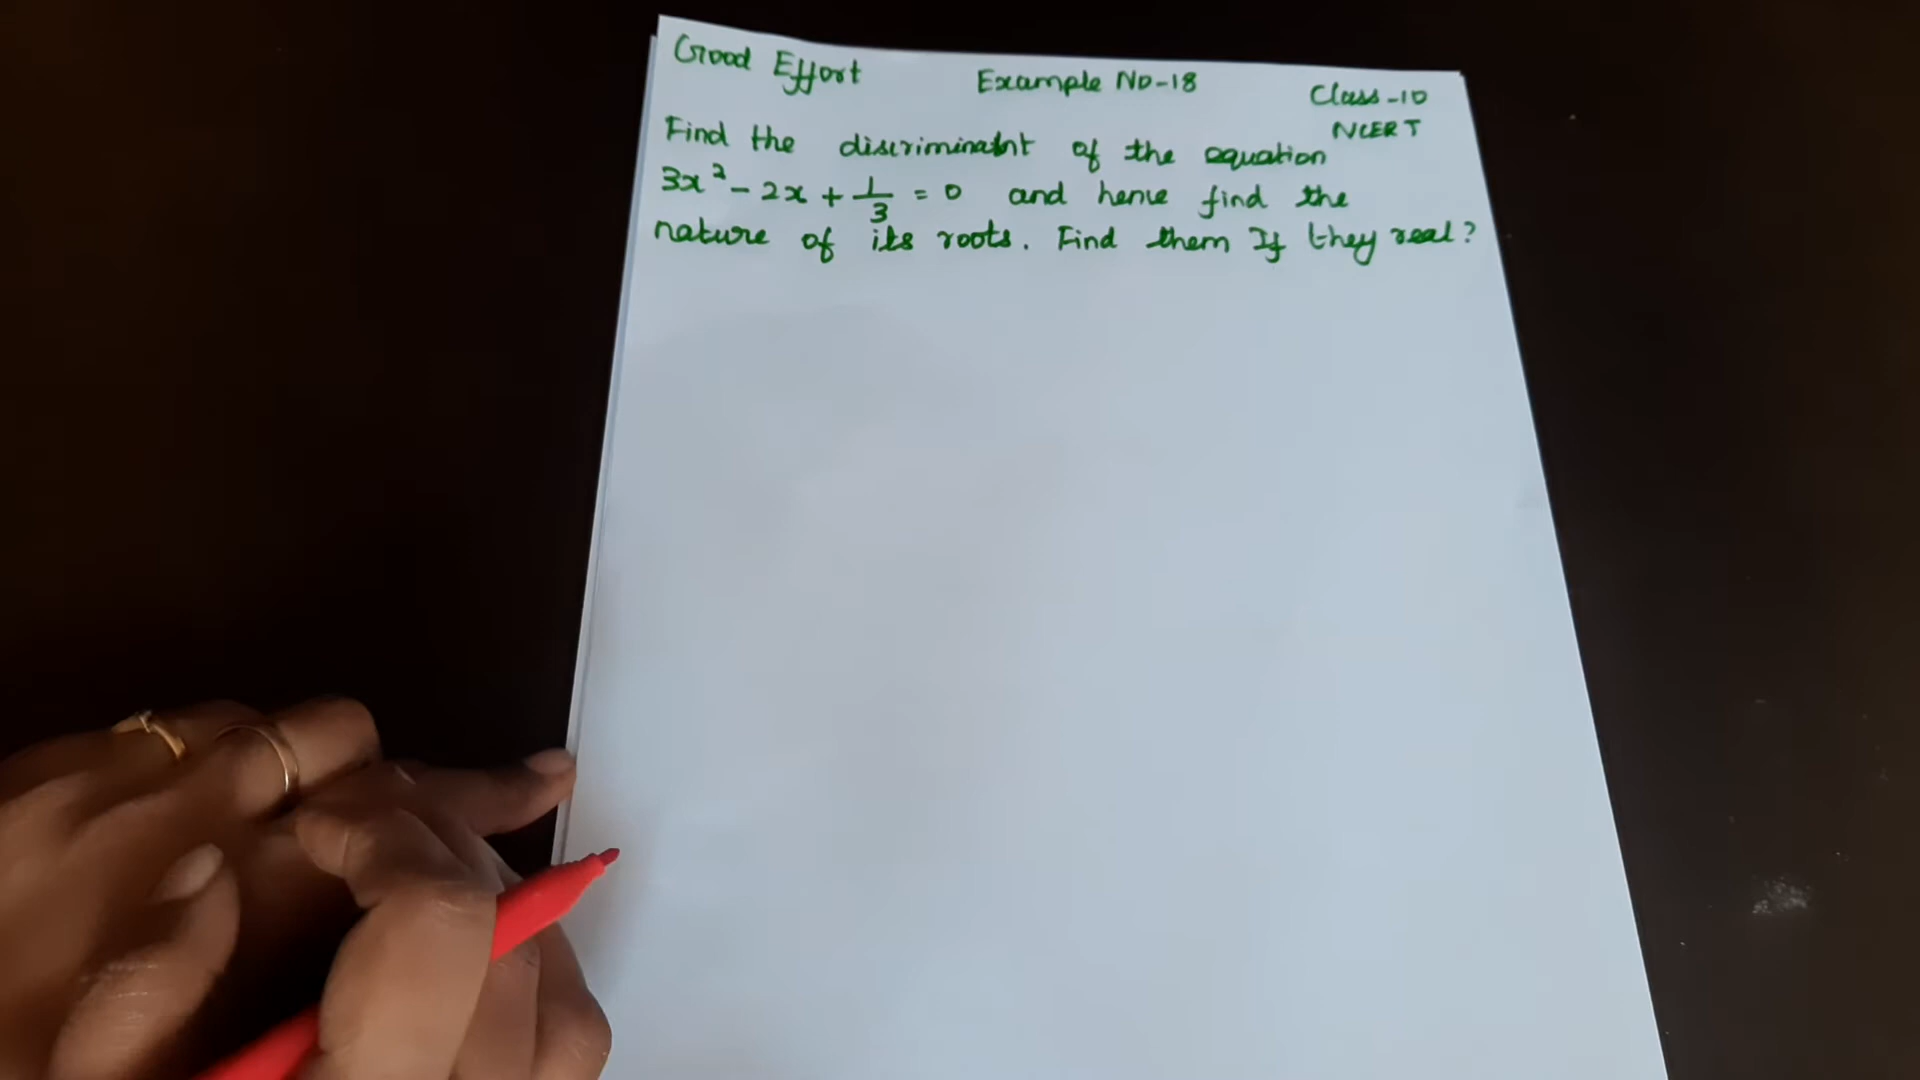 Good Effort Example No-18 Class-10
NCERT
Find the discriminant of the equation
3x² - 2x + 1/3 = 0 and hence find the
nature of its roots. Find them If they real?